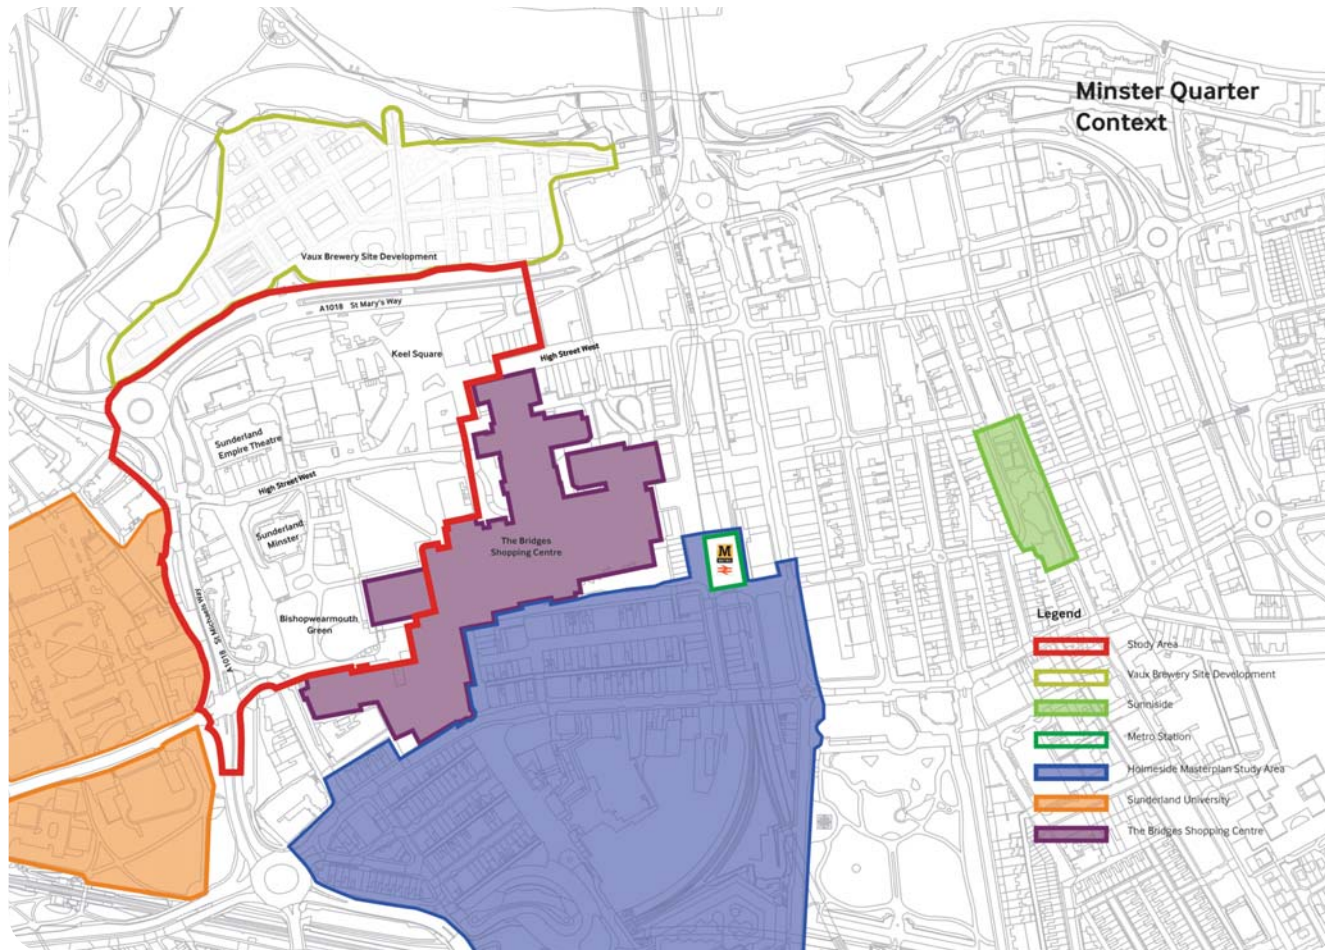 Minster Quarter
Context
Vaux Brewery Site Development
A1018 St Mary's Way
Keel Square
High Street West
Sunderland
Empire Theatre
High Street West
Sunderland
Minster
The Bridges
Shopping Centre
M
Bishopwearmouth
Green
A1018 St Michaels Way
Legend
Study Area
Vaux Brewery Site Development
Sunniside
Metro Station
Holmeside Masterplan Study Area
Sunderland University
The Bridges Shopping Centre